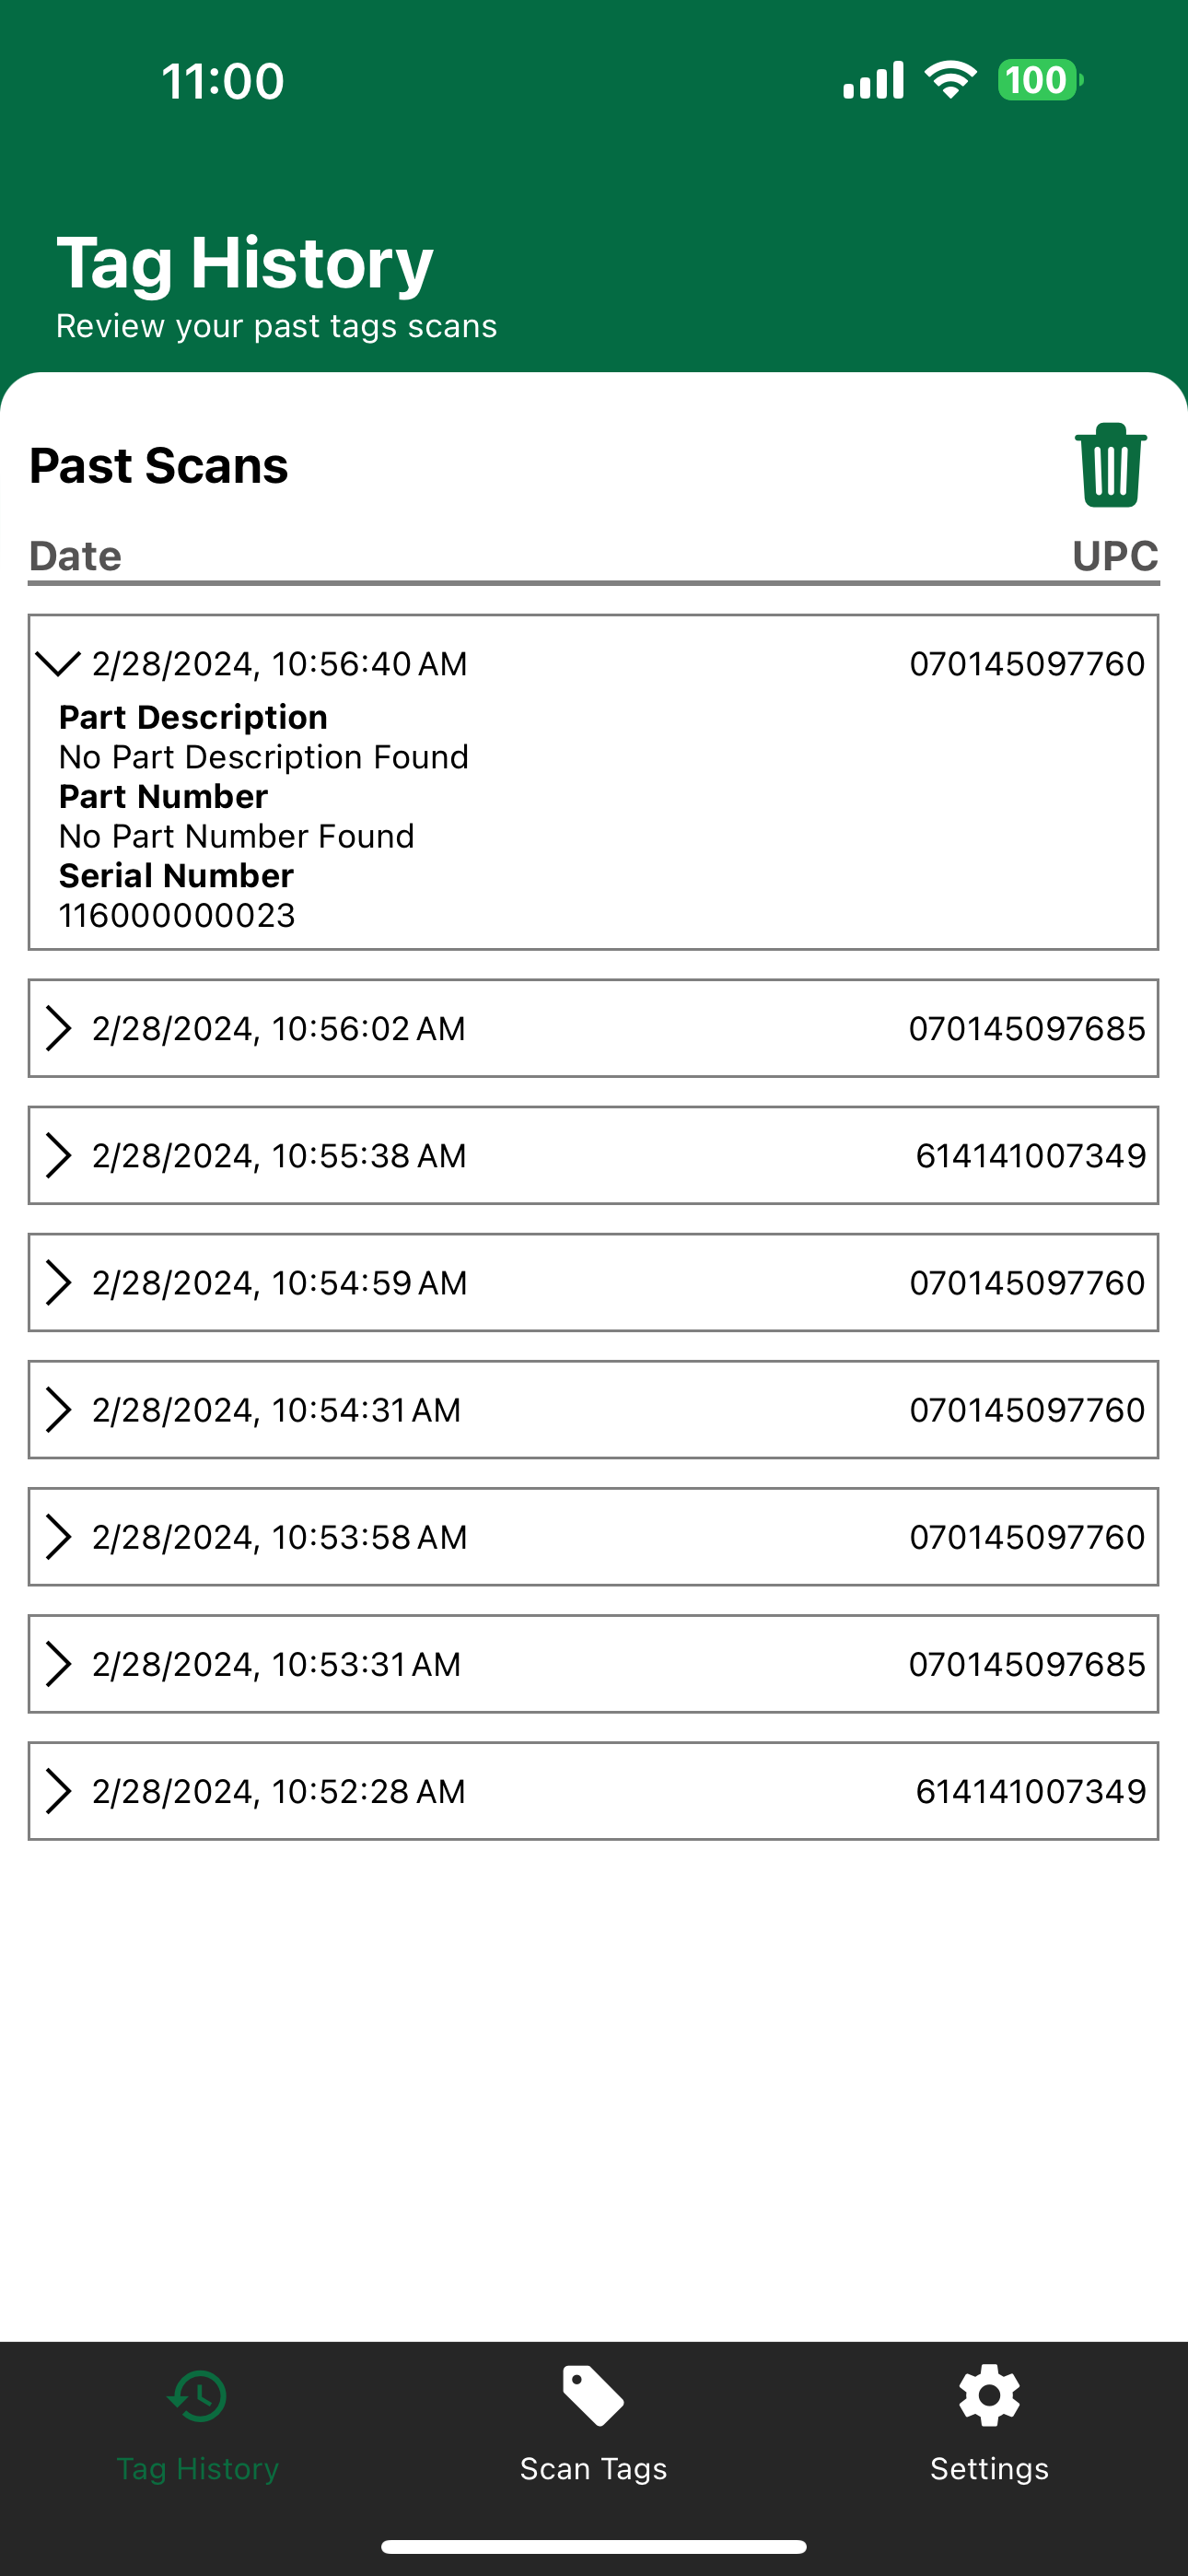 11:00
100
Tag History
Review your past tags scans
Past Scans
Date UPC
2/28/2024, 10:56:40 AM 070145097760
Part Description
No Part Description Found
Part Number
No Part Number Found
Serial Number
116000000023
2/28/2024, 10:56:02 AM 070145097685
2/28/2024, 10:55:38 AM 614141007349
2/28/2024, 10:54:59 AM 070145097760
2/28/2024, 10:54:31 AM 070145097760
2/28/2024, 10:53:58 AM 070145097760
2/28/2024, 10:53:31 AM 070145097685
2/28/2024, 10:52:28 AM 614141007349
Tag History Scan Tags Settings